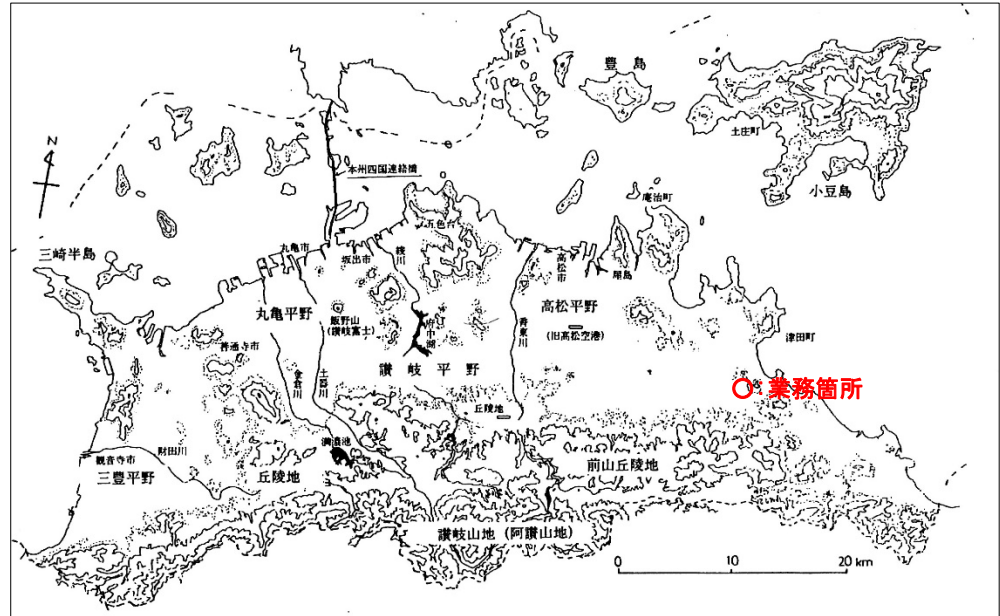 豊島
土庄町
小豆島
N
本州四国連絡橋
庵治町
五色台
三崎半島
丸亀市
坂出市
綾川
高松市
屋島
丸亀平野
飯野山
(讃岐富士)
府中湖
高松平野
(旧高松空港)
香東川
津田町
善通寺市
讃岐平野
金倉川
土器川
○:業務箇所
丘陵地
満濃池
観音寺市
財田川
三豊平野
丘陵地
前山丘陵地
讃岐山地(阿讃山地)
0 10 20 km